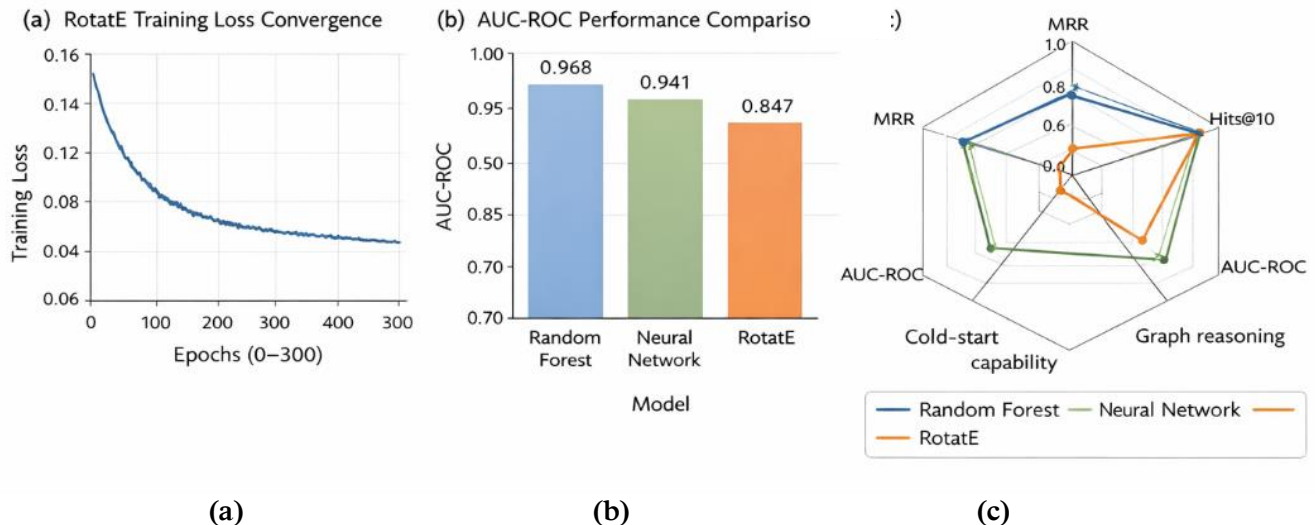 (a) RotatE Training Loss Convergence
0.16
0.14
0.12
0.08
0.04
0.06
Training Loss
0 100 200 300 100 300
Epochs (0–300)
(b) AUC-ROC Performance Compariso
1.00
0.95
0.50
0.85
0.70
0.70
AUC-ROC
0.968
0.941
0.847
Random Forest
Neural Network
RotatE
Model
:)
MRR
1.0
0.8
0.6
0.0
MRR
Hits@10
AUC-ROC
AUC-ROC
Cold-start
capability
Graph reasoning
Random Forest Neural Network
RotatE
(a) (b) (c)